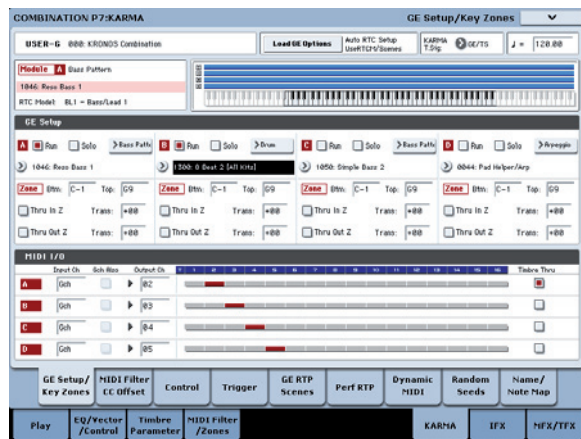 COMBINATION P7:KARMA GE Setup/Key Zones
USER-G 000: KRONOS Combination Load GE Options Auto RTC Setup KARMA T.Sig: GE/TS ♩= 120.00
UseRTCM/Scenes
Module A Bass Pattern
1046: Reso Bass 1
RTC Model: BL1 - Bass/Lead 1
GE Setup
A Run Solo >Bass Patt B Run Solo >Drum C Run Solo >Bass Patt D Run Solo >Arpeggio
1046: Reso Bass 1 1300: 8 Beat 2 [All Kits] 1050: Simple Bass 2 0044: Pad Helper/Arp
Zone Btm: C-1 Top: G9 Zone Btm: C-1 Top: G9 Zone Btm: C-1 Top: G9 Zone Btm: C-1 Top: G9
Thru In Z Trans: +00 Thru In Z Trans: +00 Thru In Z Trans: +00 Thru In Z Trans: +00
Thru Out Z Trans: +00 Thru Out Z Trans: +00 Thru Out Z Trans: +00 Thru Out Z Trans: +00
MIDI I/O
Input Ch Output Ch T 1 2 3 4 5 6 7 8 9 10 11 12 13 14 15 16 Timbre Thru
A Gch 02
B Gch 03
C Gch 04
D Gch 05
GE Setup/ Key Zones MIDI Filter CC Offset Control Trigger GE RTP Scenes Perf RTP Dynamic MIDI Random Seeds Name/ Note Map
Play EQ/Vector /Control Timbre Parameter MIDI Filter /Zones KARMA IFX MFX/TFX